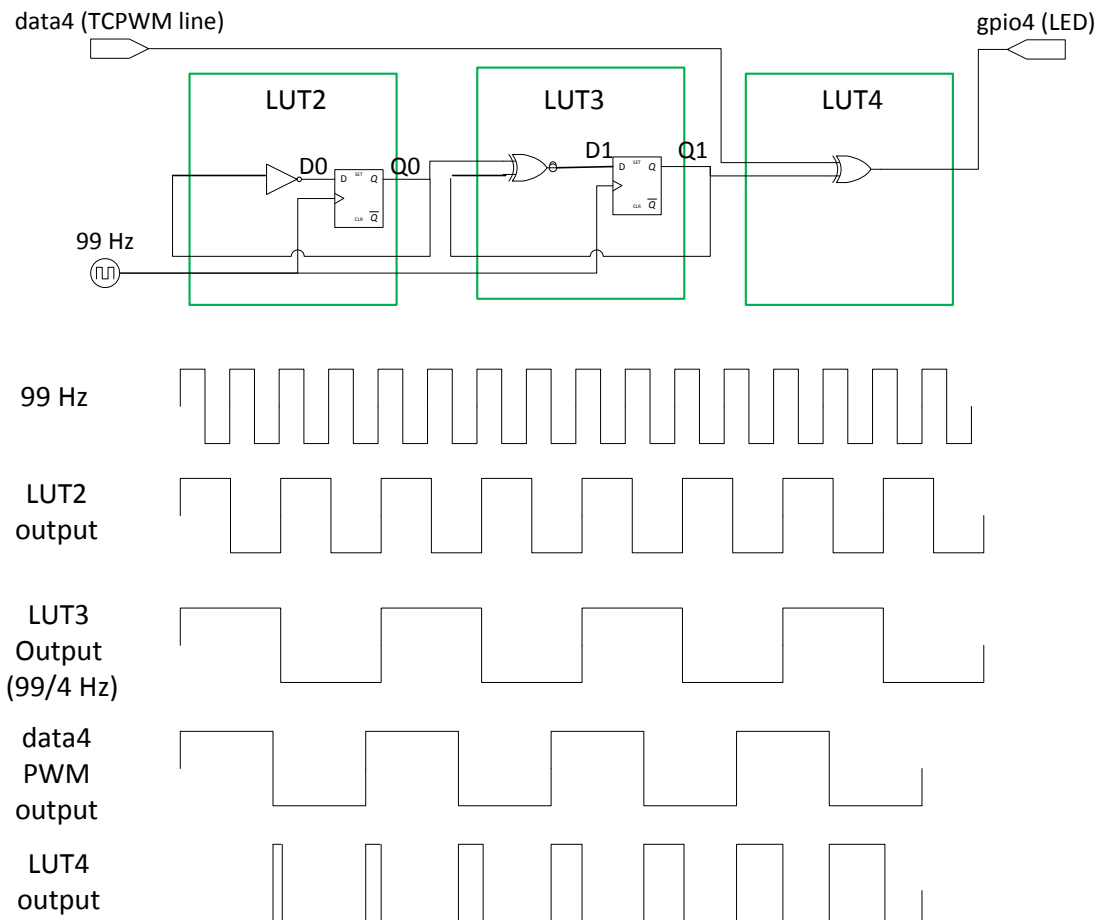 data4 (TCPWM line)
gpio4 (LED)
LUT2
LUT3
LUT4
D0
Q0
D1
Q1
D
SET
Q
CLR
Q
D
SET
Q
CLR
Q
99 Hz
99 Hz
LUT2
output
LUT3
Output
(99/4 Hz)
data4
PWM
output
LUT4
output